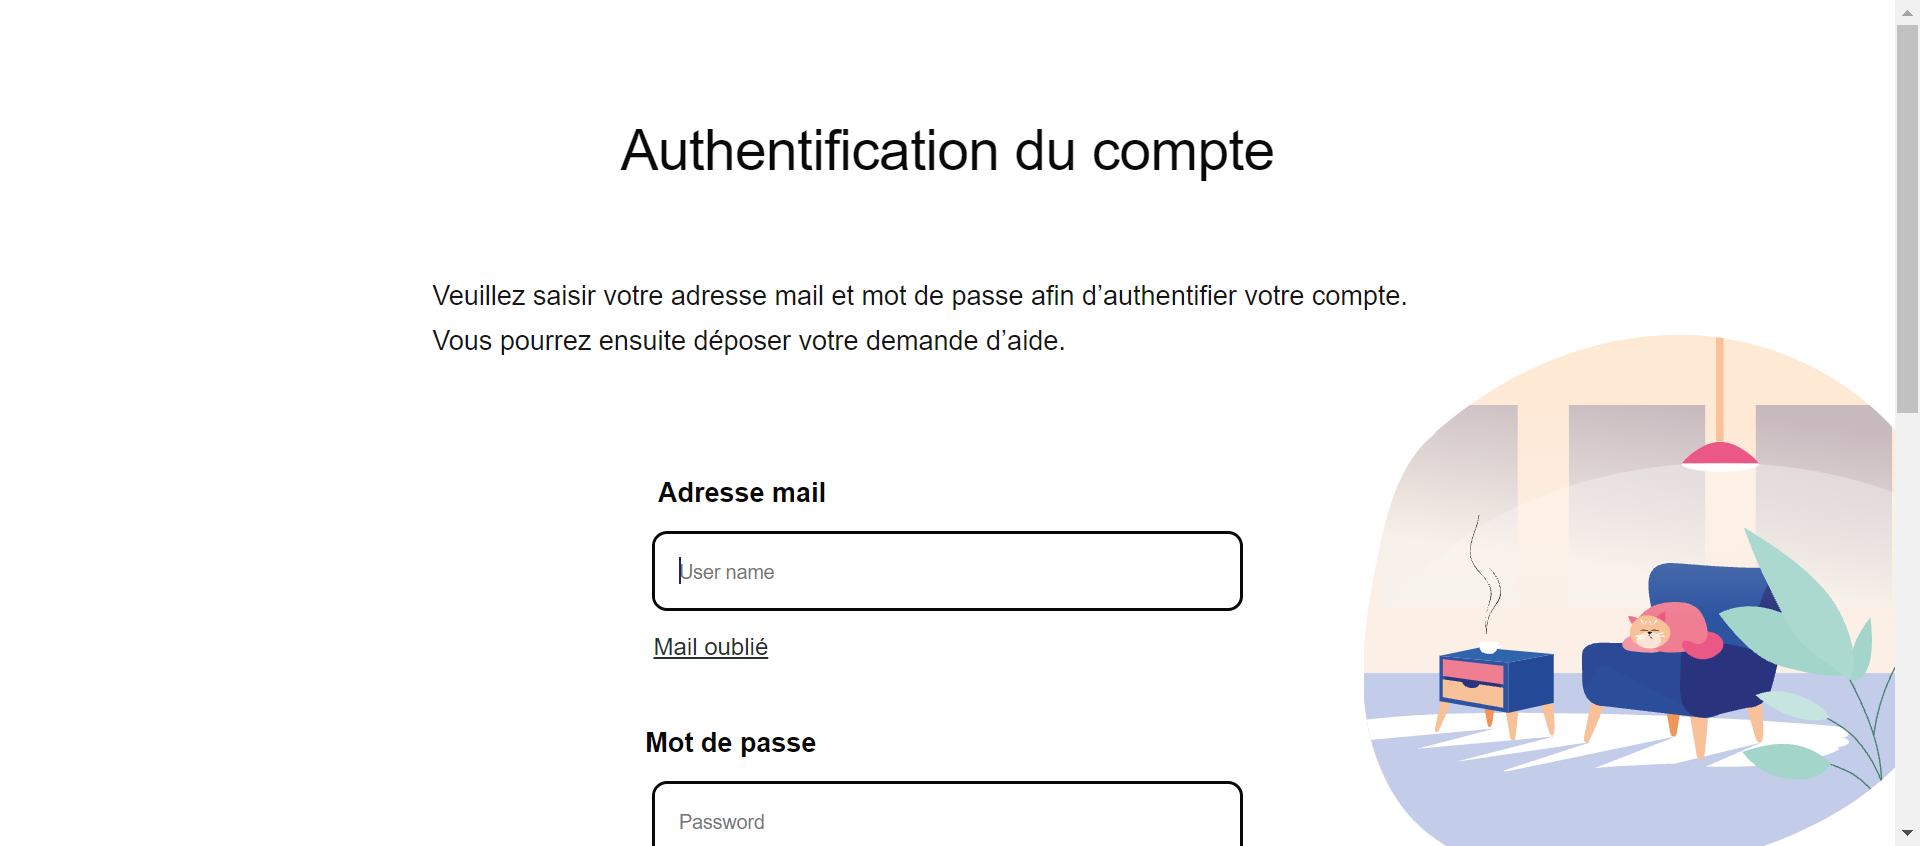 Authentification du compte
Veuillez saisir votre adresse mail et mot de passe afin d’authentifier votre compte.
Vous pourrez ensuite déposer votre demande d’aide.
Adresse mail
User name
Mail oublié
Mot de passe
Password